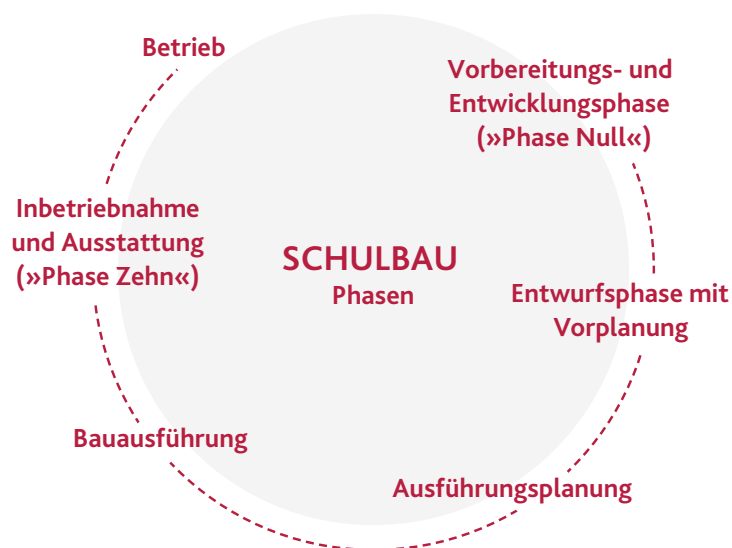 SCHULBAU
Phasen
Vorbereitungs- und
Entwicklungsphase
(»Phase Null«)
Entwurfsphase mit
Vorplanung
Ausführungsplanung
Bauausführung
Inbetriebnahme
und Ausstattung
(»Phase Zehn«)
Betrieb